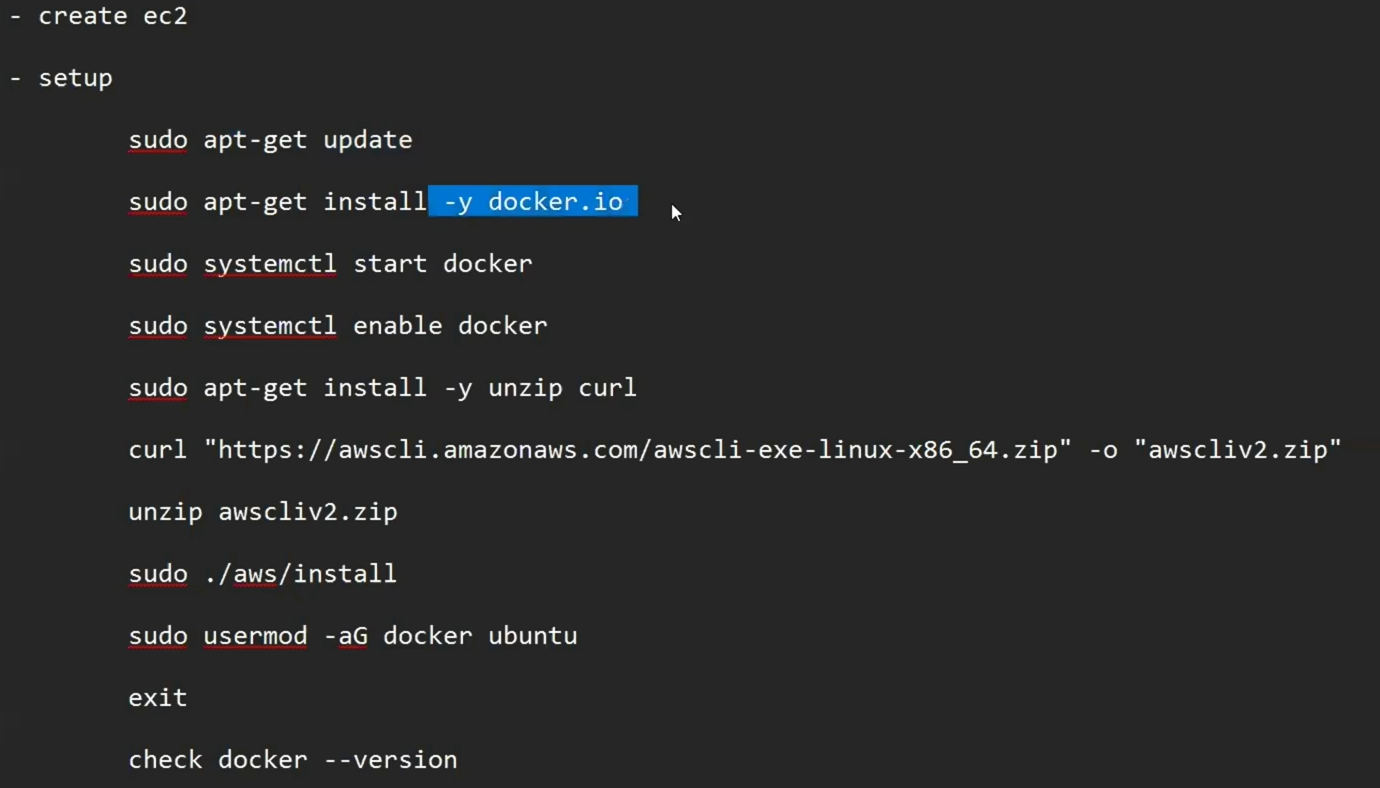 - create ec2
- setup
sudo apt-get update
sudo apt-get install -y docker.io
sudo systemctl start docker
sudo systemctl enable docker
sudo apt-get install -y unzip curl
curl "https://awscli.amazonaws.com/awscli-exe-linux-x86_64.zip" -o "awscliv2.zip"
unzip awscliv2.zip
sudo ./aws/install
sudo usermod -aG docker ubuntu
exit
check docker --version